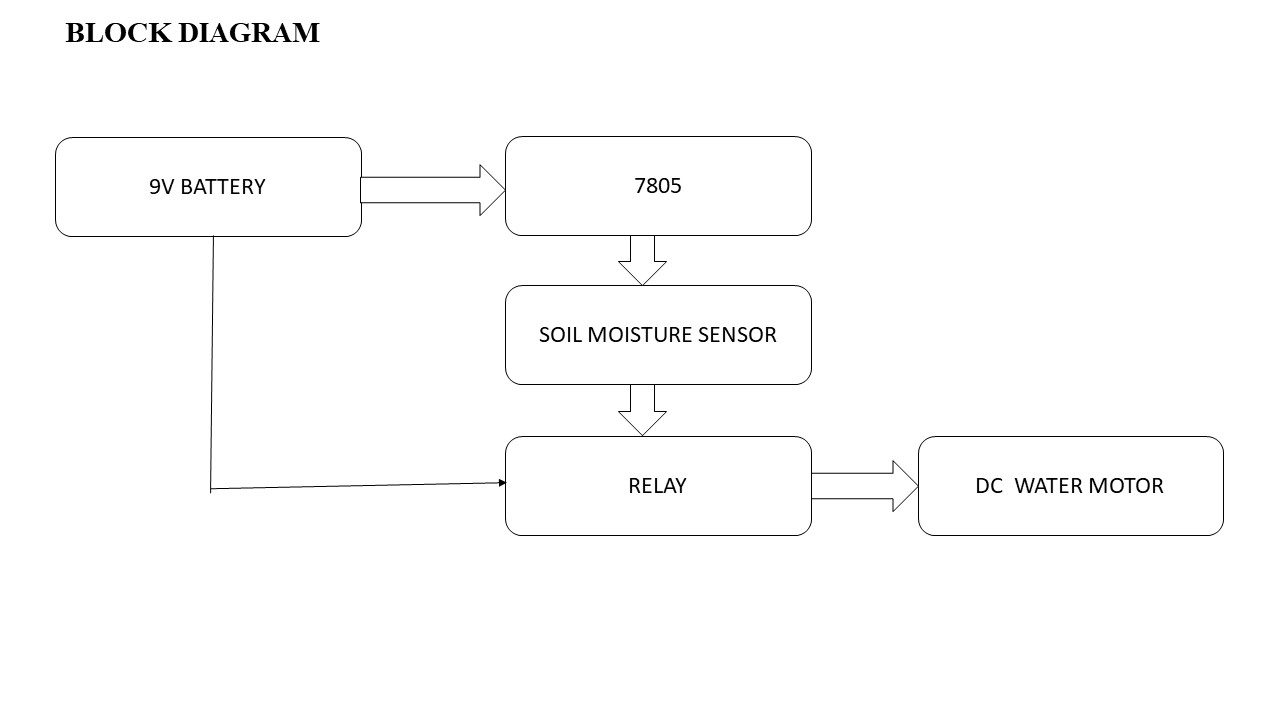 BLOCK DIAGRAM
9V BATTERY
7805
SOIL MOISTURE SENSOR
RELAY
DC  WATER MOTOR